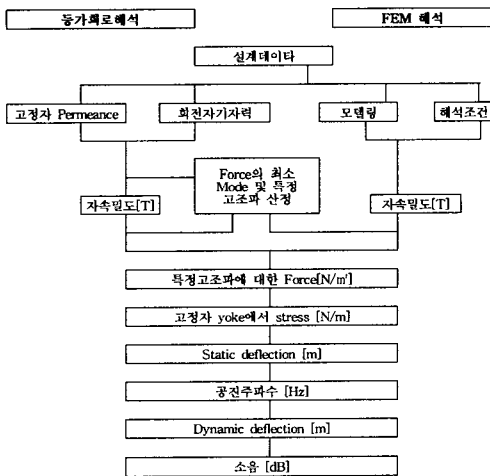 등가회로해석
FEM 해석
설계데이타
고정자 Permeance
회전자기자력
모델링
해석조건
Force의 최소
Mode 및 특정
고조파 산정
자속밀도[T]
자속밀도[T]
특정고조파에 대한 Force[N/m²]
고정자 yoke에서 stress [N/m]
Static deflection [m]
공진주파수 [Hz]
Dynamic deflection [m]
소음 [dB]